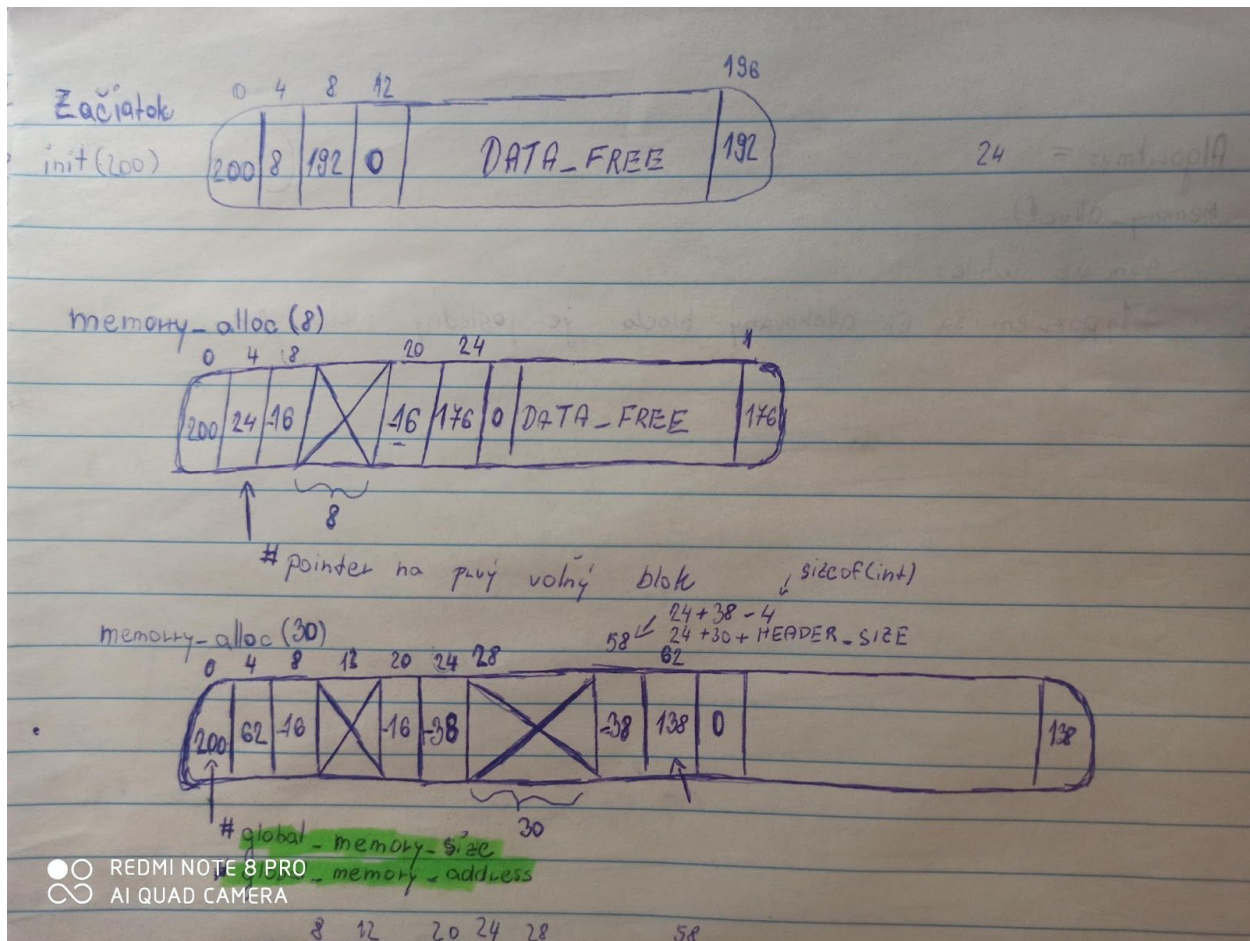 196
0 4 8 12
Začiatok
init(200)
200 8 192 0 DATA_FREE 192
24
memorry_alloc(8)
0 4 8 20 24
200 24 -16 -16 176 0 DATA_FREE 176
8
# pointer na prvý voľný blok
sizeof(int)
24+38-4
memorry_alloc(30)
58 24+30+HEADER_SIZE
0 4 8 20 24 28 62
200 62 -16 -16 -38 -38 138 0 138
30
# global_memory_size
global_memory_address
REDMI NOTE 8 PRO
AI QUAD CAMERA
8 12 20 24 28 58